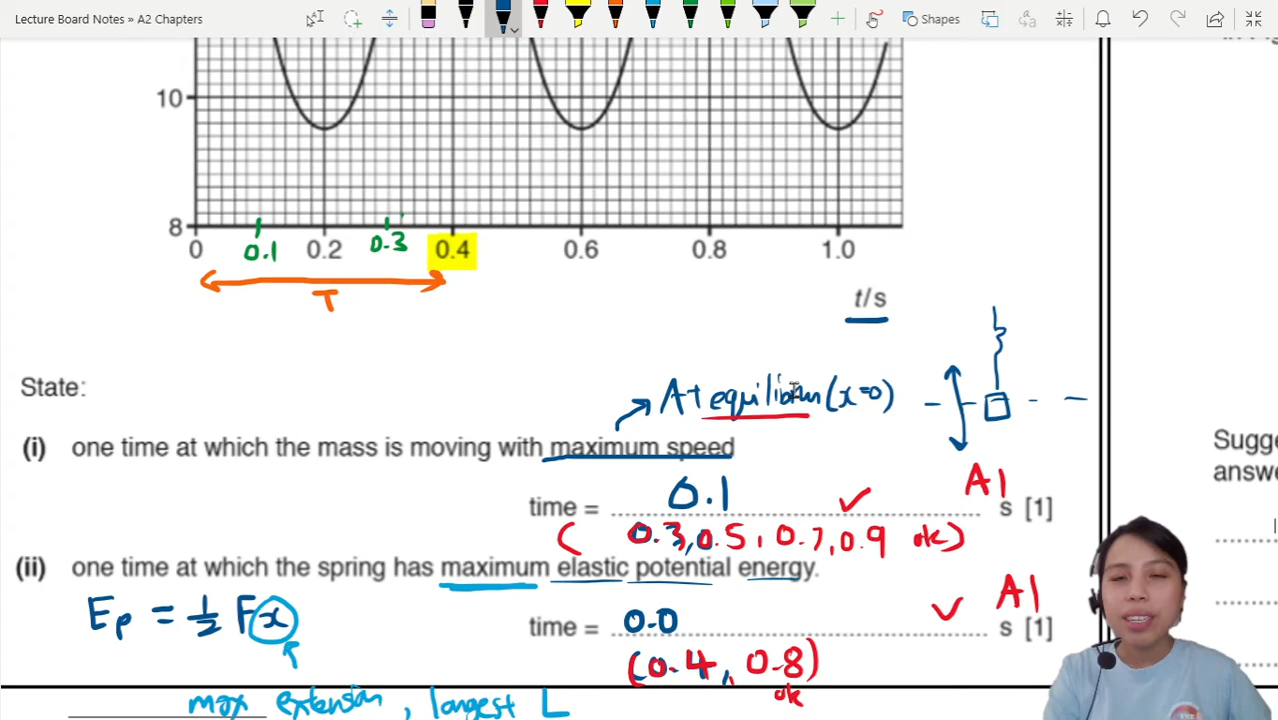 Lecture Board Notes » A2 Chapters
Shapes
10
8
0 0.1 0.2 0.3 0.4 0.6 0.8 1.0
T
t/s
State:
At equilibrium (x=0)
(i) one time at which the mass is moving with maximum speed
time = 0.1 ✓ s [1] A1
( 0.3, 0.5, 0.7, 0.9 ok)
(ii) one time at which the spring has maximum elastic potential energy.
Ep = 1/2 Fx
time = 0.0 ✓ s [1] A1
(0.4, 0.8)
ok
max extension, largest L
Sugge
answe